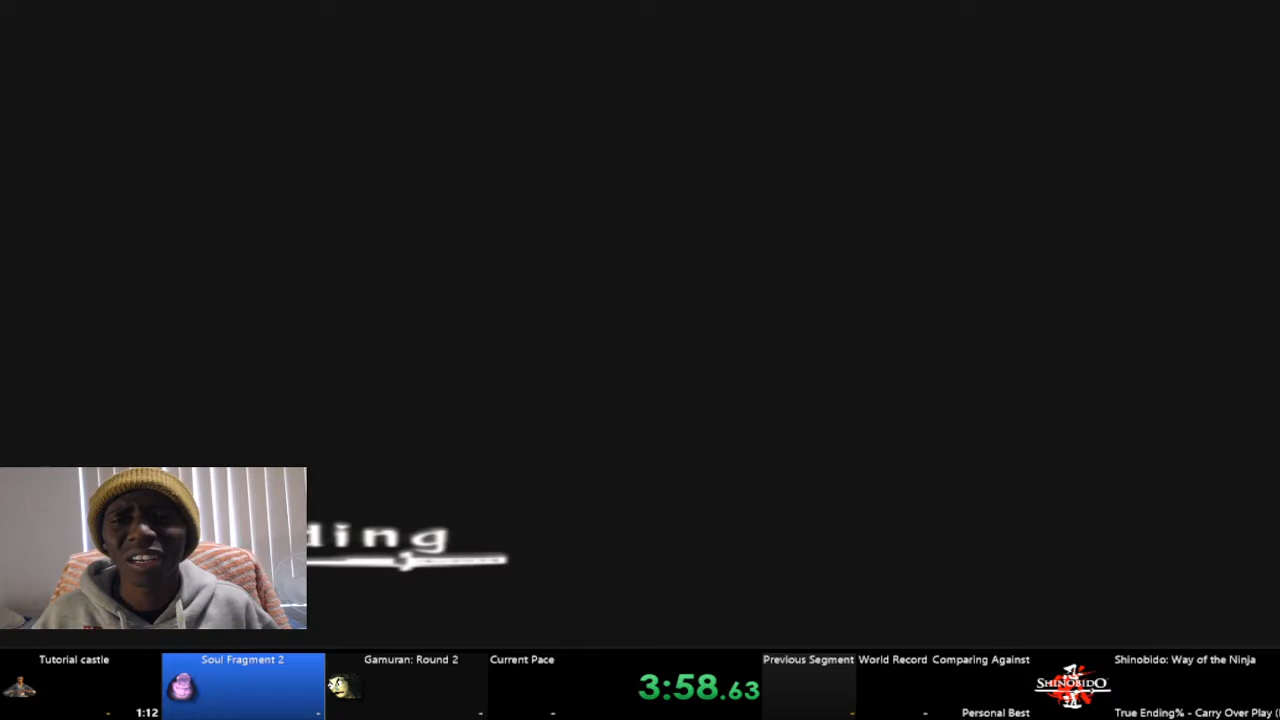 ding
Tutorial castle
1:12
Soul Fragment 2
-
Gamuran: Round 2
-
Current Pace
-
3:58.63
Previous Segment
-
World Record
-
Comparing Against
Personal Best
SHINOBIDO
Shinobido: Way of the Ninja
True Ending% - Carry Over Play (